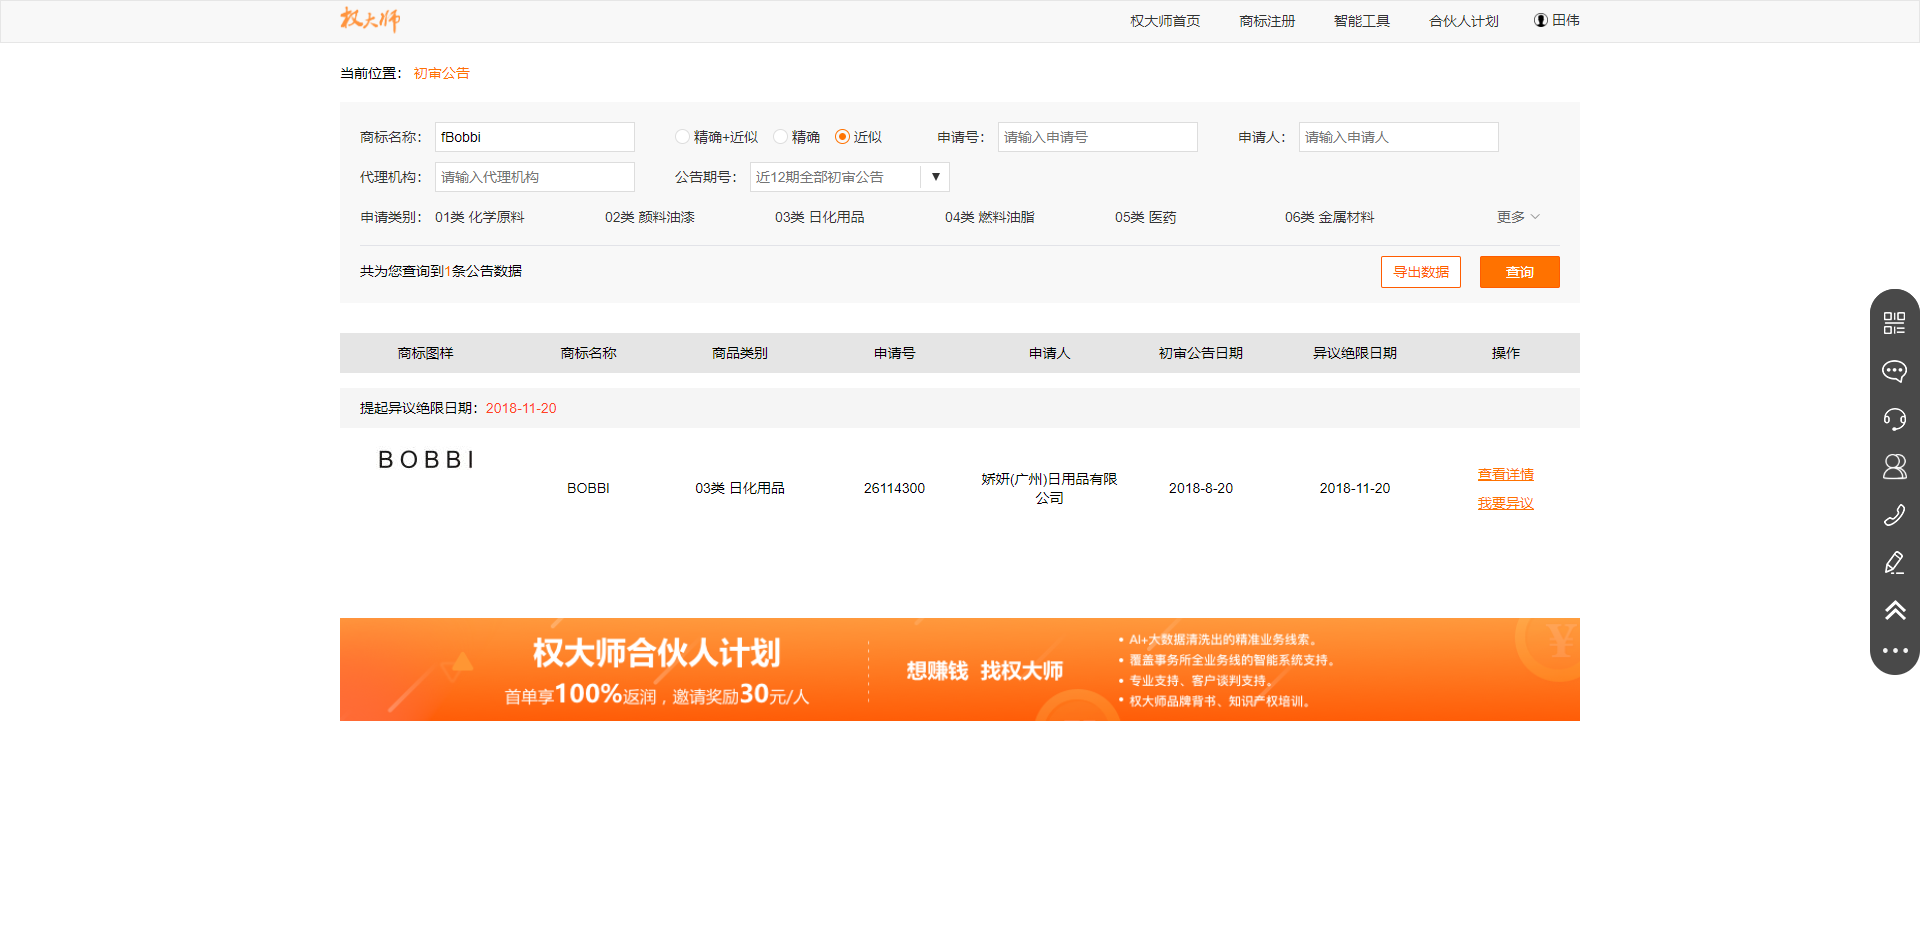 权大师 权大师首页 商标注册 智能工具 合伙人计划 田伟
当前位置： 初审公告
商标名称： fBobbi 精确+近似 精确 近似 申请号： 请输入申请号 申请人： 请输入申请人
代理机构： 请输入代理机构 公告期号： 近12期全部初审公告 ▼
申请类别： 01类 化学原料 02类 颜料油漆 03类 日化用品 04类 燃料油脂 05类 医药 06类 金属材料 更多
共为您查询到1条公告数据 导出数据 查询
商标图样 商标名称 商品类别 申请号 申请人 初审公告日期 异议绝限日期 操作
提起异议绝限日期：2018-11-20
BOBBI
BOBBI 03类 日化用品 26114300 娇妍(广州)日用品有限公司 2018-8-20 2018-11-20 查看详情
我要异议
权大师合伙人计划
首单享100%返润，邀请奖励30元/人
想赚钱 找权大师
• AI+大数据清洗出的精准业务线索。
• 覆盖事务所全业务线的智能系统支持。
• 专业支持、客户谈判支持。
• 权大师品牌背书、知识产权培训。
¥